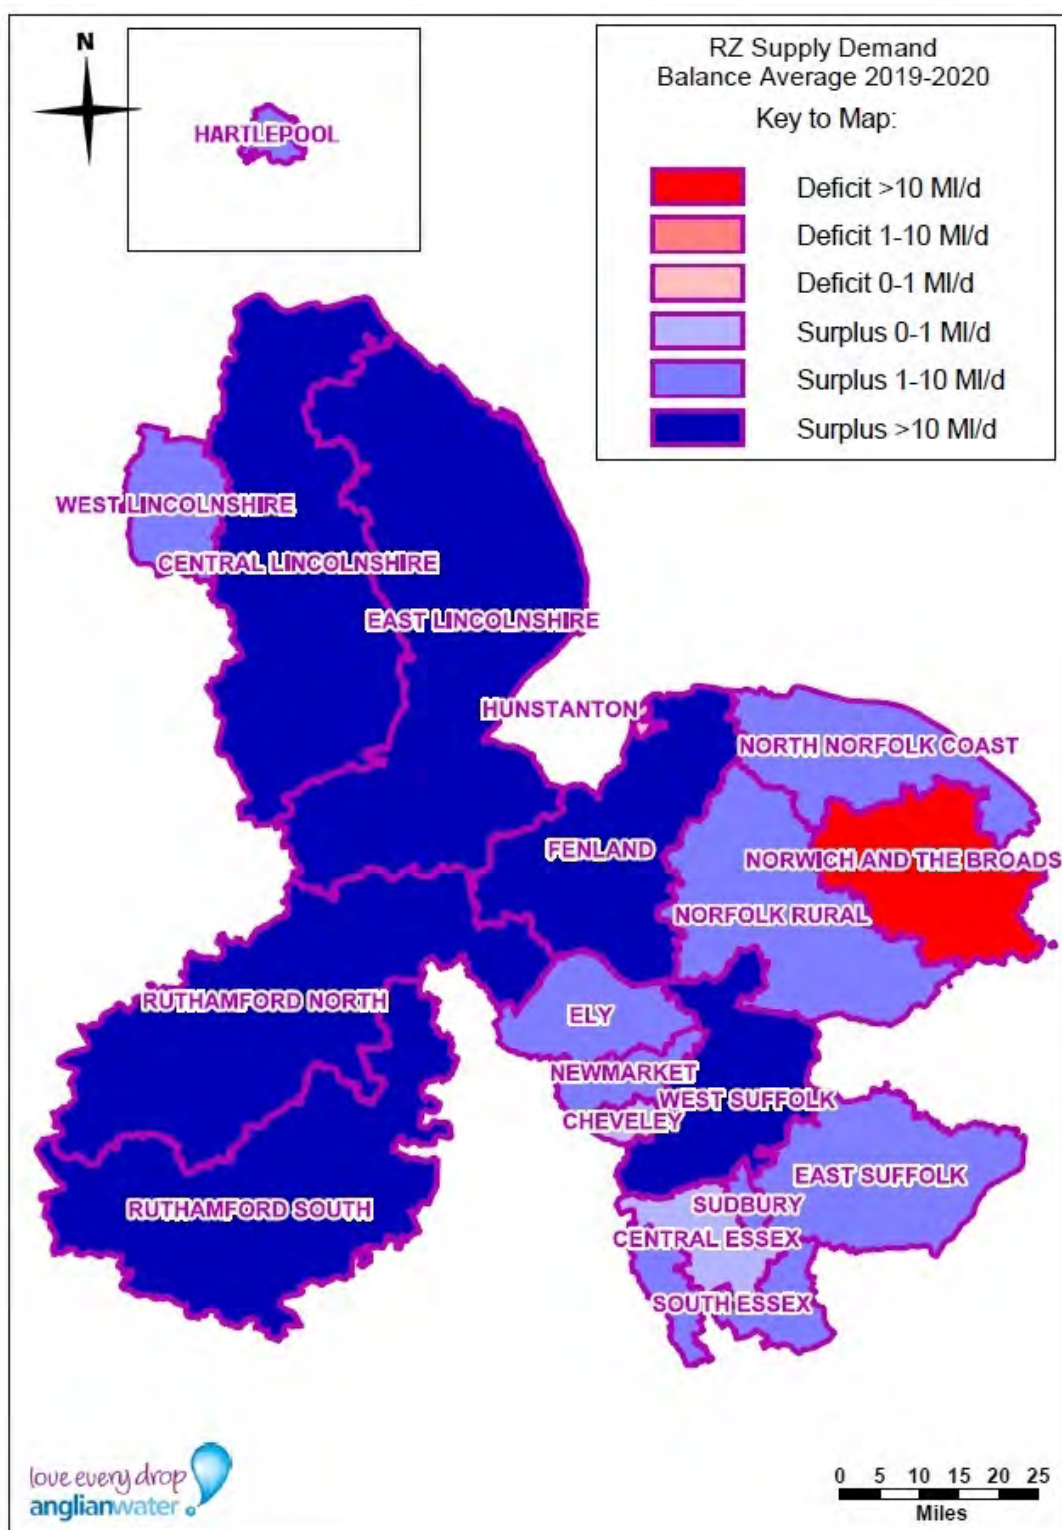 N
HARTLEPOOL
RZ Supply Demand
Balance Average 2019-2020
Key to Map:
Deficit >10 Ml/d
Deficit 1-10 Ml/d
Deficit 0-1 Ml/d
Surplus 0-1 Ml/d
Surplus 1-10 Ml/d
Surplus >10 Ml/d
WEST LINCOLNSHIRE
CENTRAL LINCOLNSHIRE
EAST LINCOLNSHIRE
HUNSTANTON
NORTH NORFOLK COAST
FENLAND
NORWICH AND THE BROADS
NORFOLK RURAL
RUTHAMFORD NORTH
ELY
NEWMARKET
WEST SUFFOLK
CHEVELEY
EAST SUFFOLK
SUDBURY
RUTHAMFORD SOUTH
CENTRAL ESSEX
SOUTH ESSEX
love every drop
anglianwater
0 5 10 15 20 25
Miles